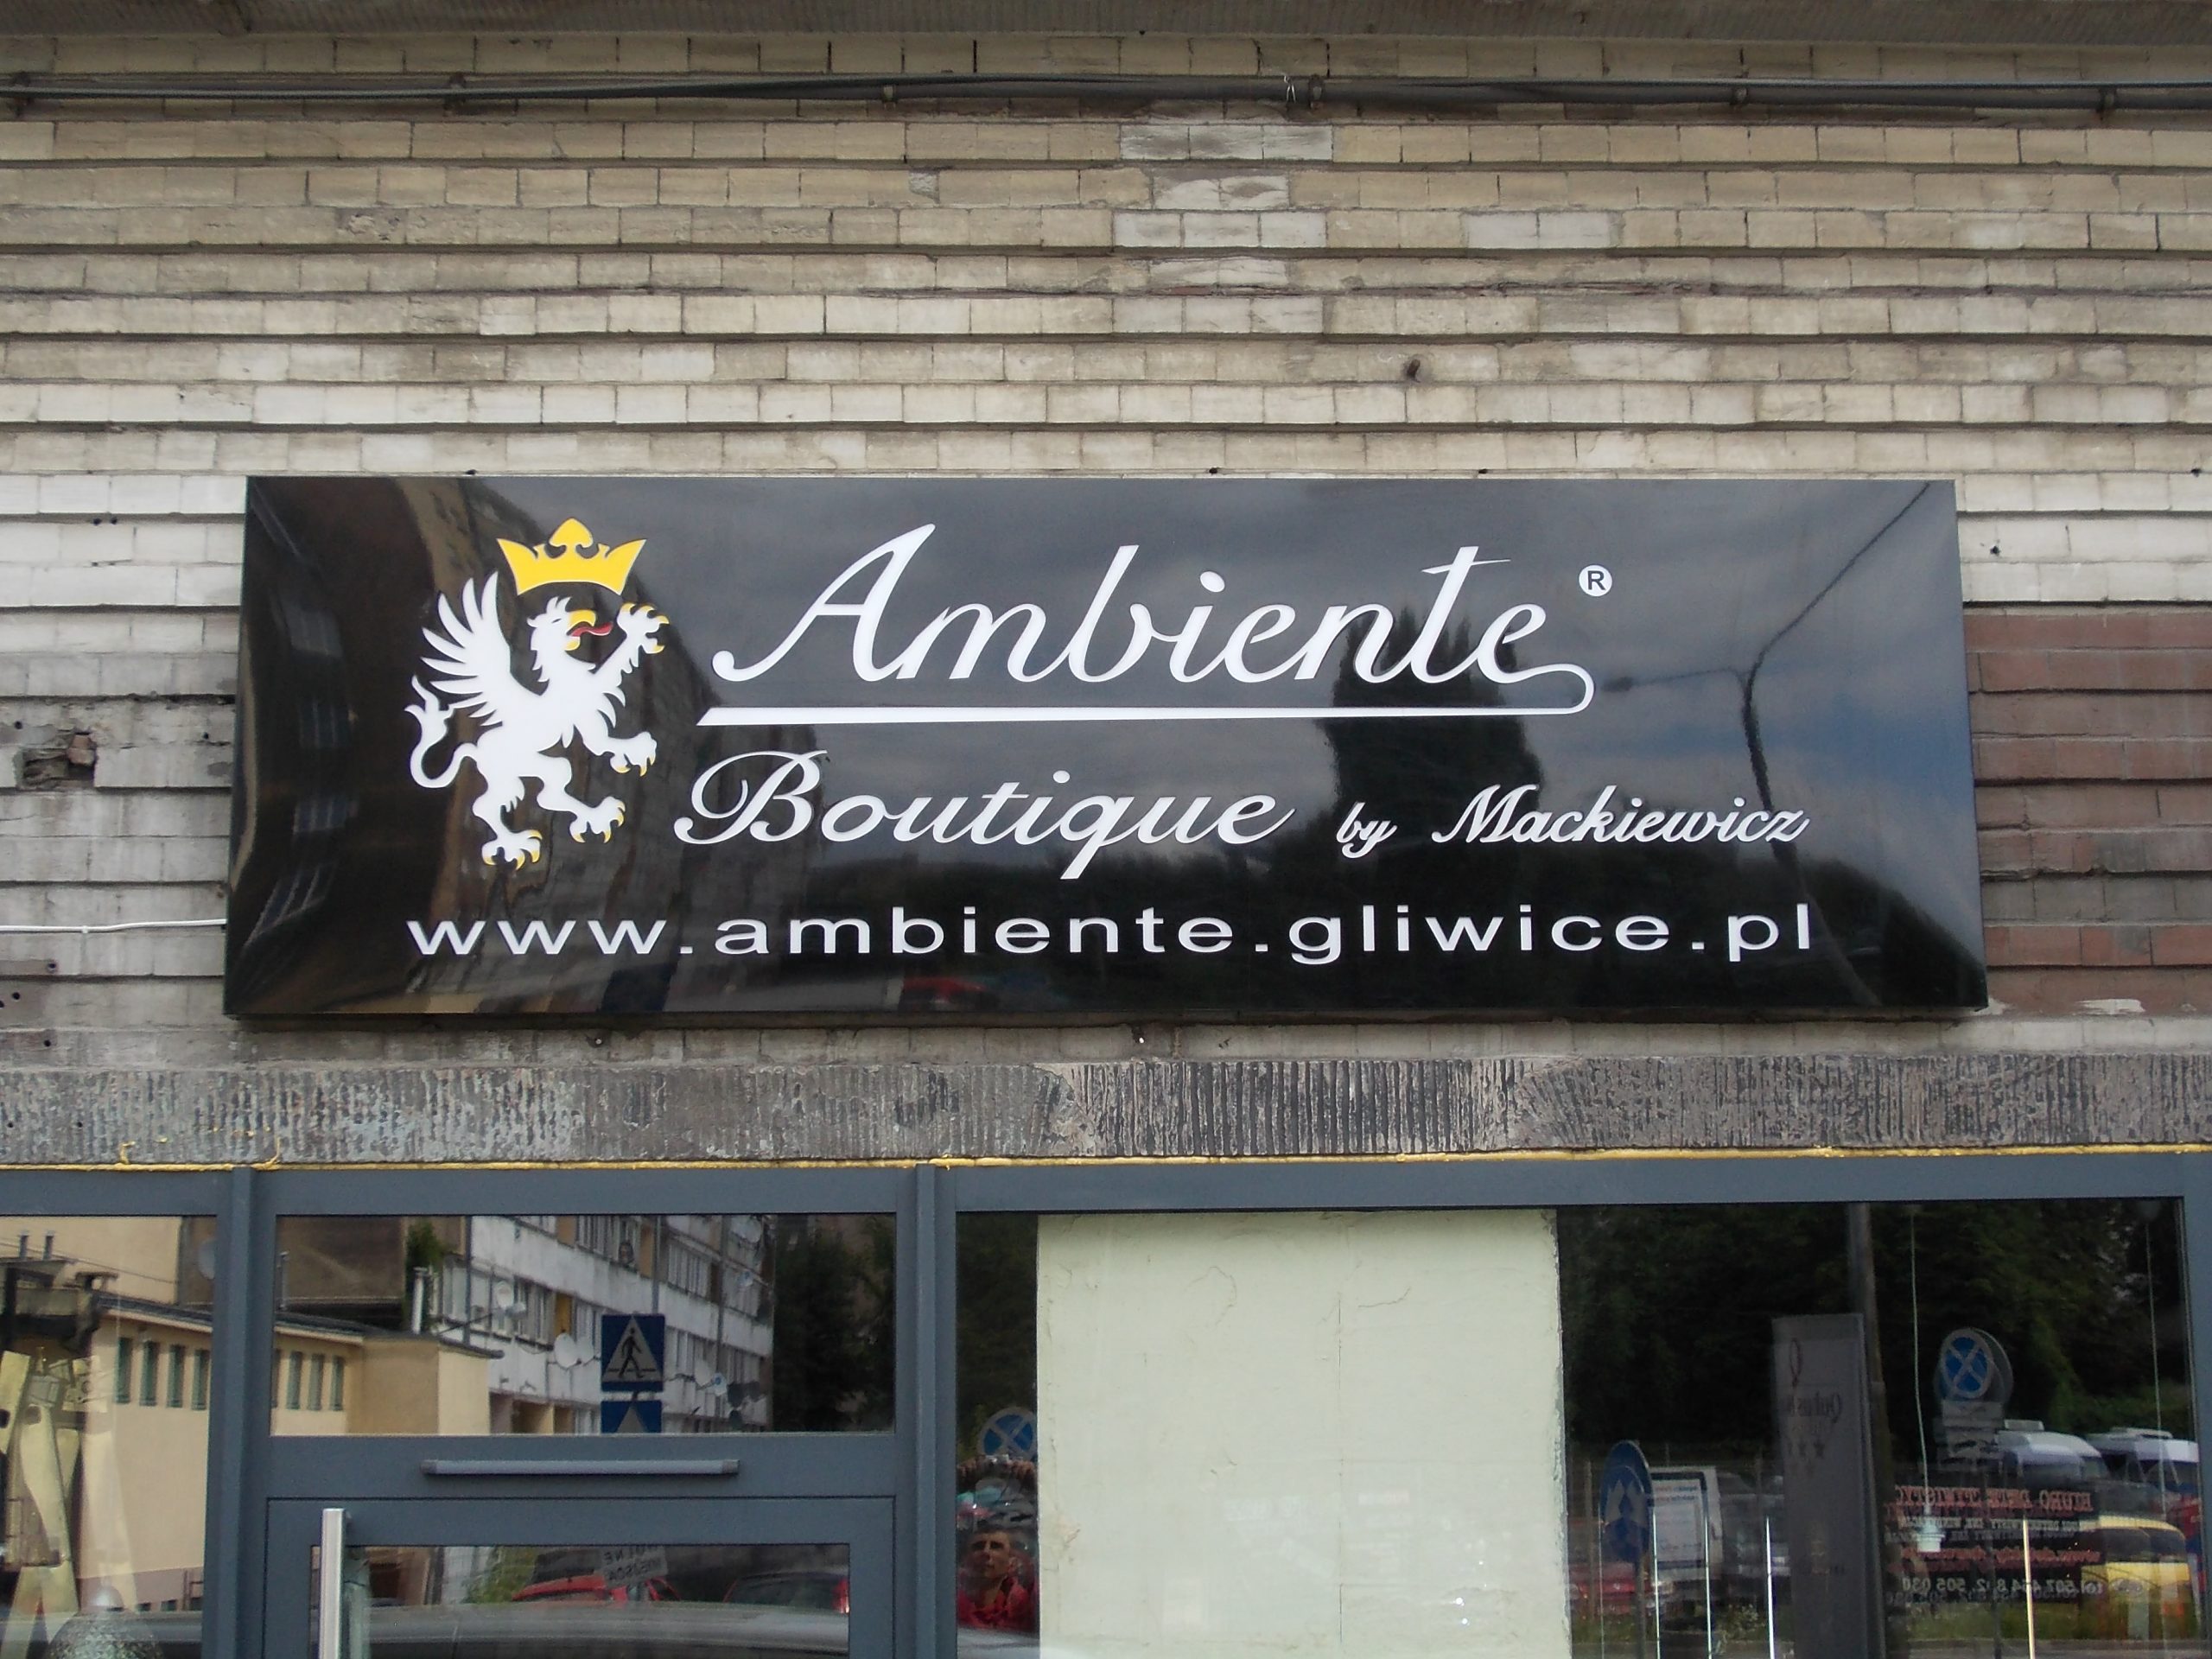 Ambiente®
Boutique by Mackiewicz
www.ambiente.gliwice.pl